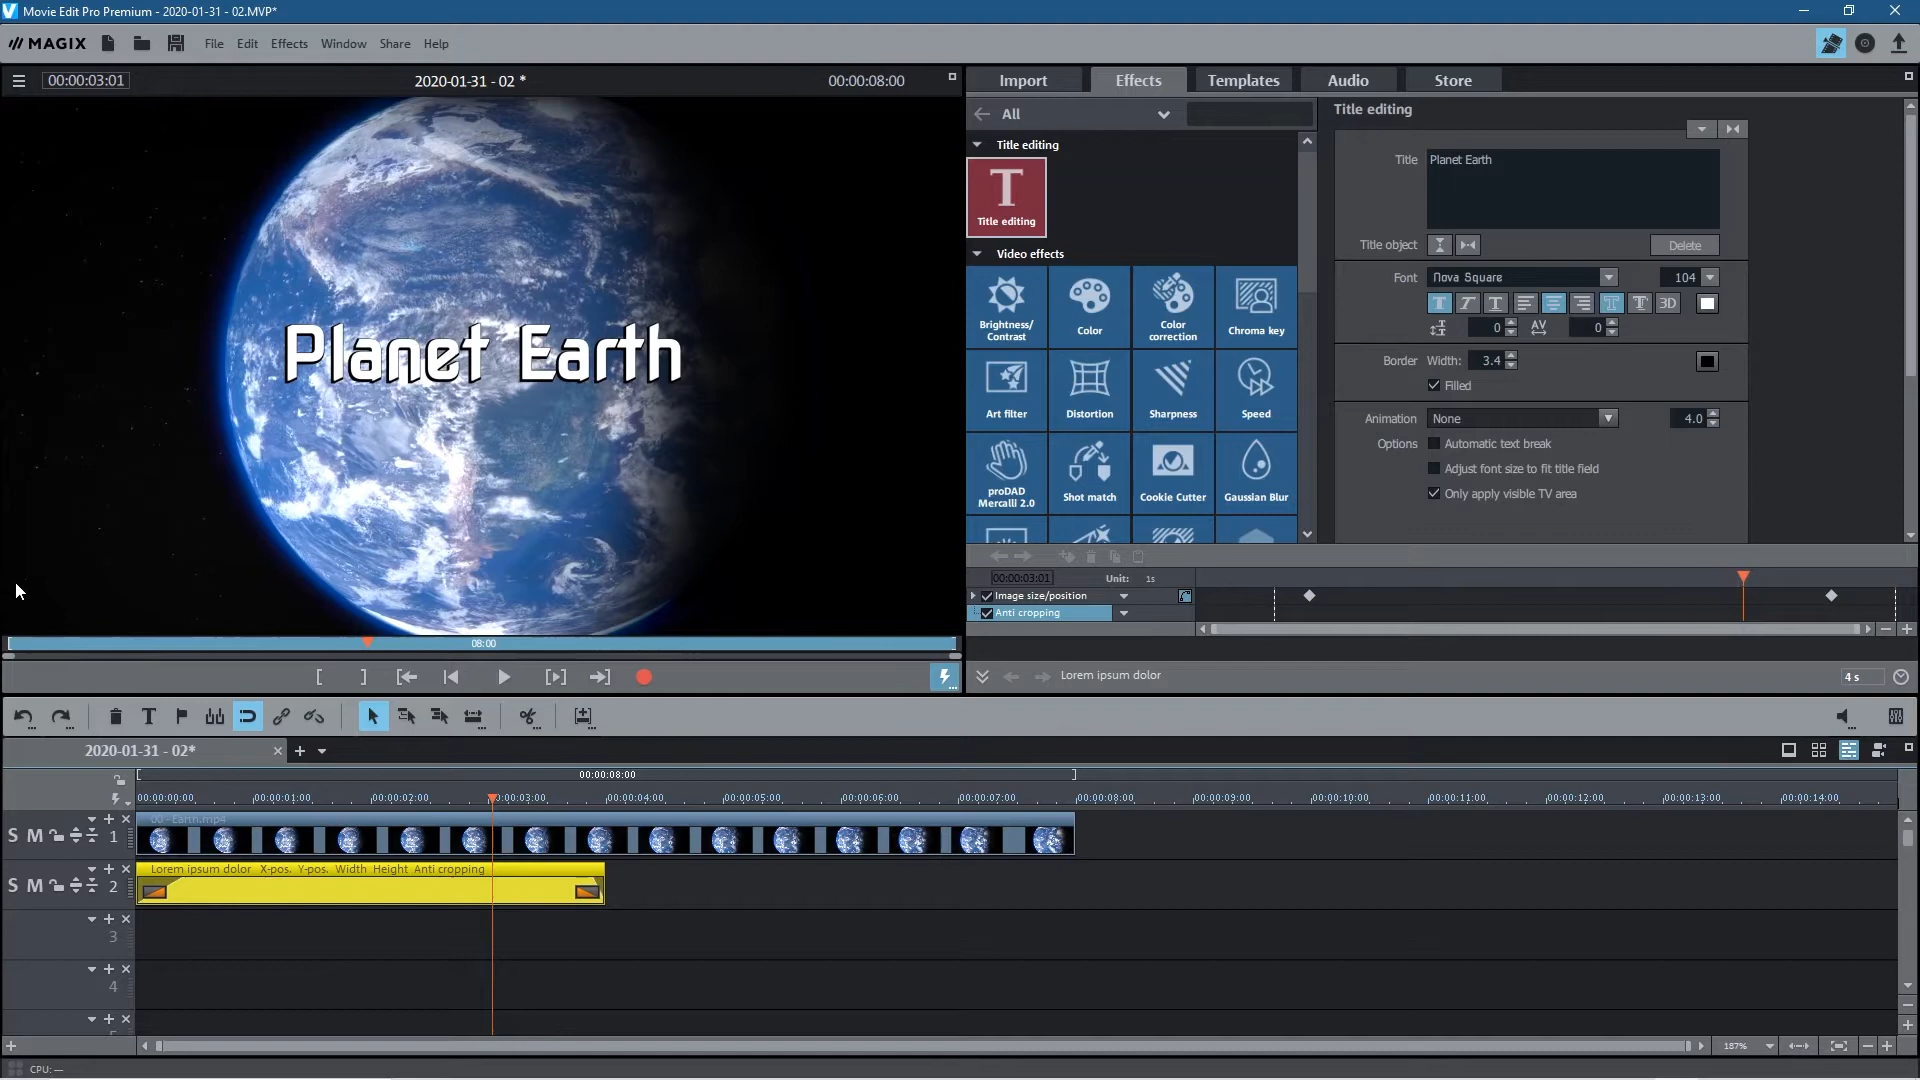 Movie Edit Pro Premium - 2020-01-31 - 02.MVP*
MAGIX File Edit Effects Window Share Help
00:00:03:01 2020-01-31 - 02 * 00:00:08:00
Planet Earth
08:00
Import Effects Templates Audio Store
All
Title editing
T
Title editing
Video effects
Brightness/
Contrast
Color
Color
correction
Chroma key
Art filter
Distortion
Sharpness
Speed
proDAD
Mercalli 2.0
Shot match
Cookie Cutter
Gaussian Blur
Title editing
Title Planet Earth
Title object Delete
Font Nova Square 104
T T T T T 3D
0 AV 0
Border Width: 3.4
Filled
Animation None 4.0
Options Automatic text break
Adjust font size to fit title field
Only apply visible TV area
00:00:03:01 Unit: 1s
Image size/position
Anti cropping
Lorem ipsum dolor 4 s
T
2020-01-31 - 02*
00:00:08:00
00:00:00:00 00:00:01:00 00:00:02:00 00:00:03:00 00:00:04:00 00:00:05:00 00:00:06:00 00:00:07:00 00:00:08:00 00:00:09:00 00:00:10:00 00:00:11:00 00:00:12:00 00:00:13:00 00:00:14:00
00 - Earth.mp4
S M 1
Lorem ipsum dolor X-pos. Y-pos. Width Height Anti cropping
S M 2
3
4
187%
CPU: —